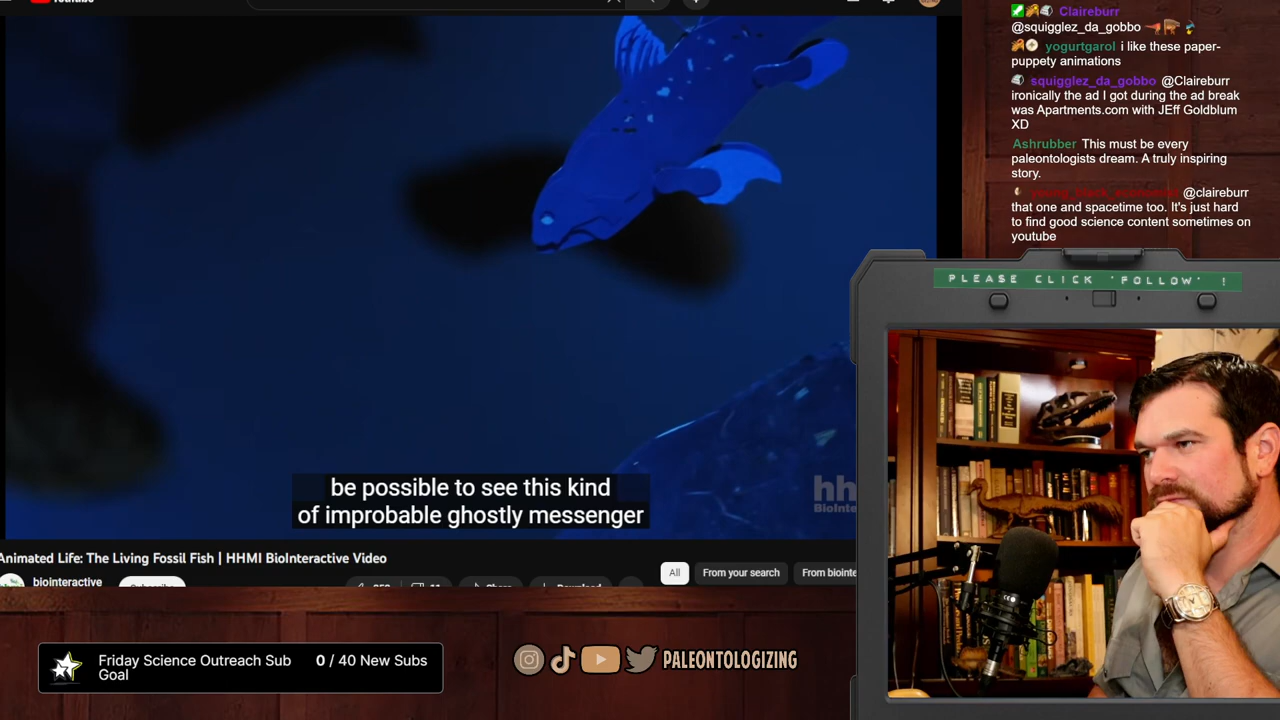 Claireburr
@squigglez_da_gobbo
yogurtgarol i like these paper-
puppety animations
squigglez_da_gobbo @Claireburr
ironically the ad I got during the ad break
was Apartments.com with JEff Goldblum
XD
Ashrubber This must be every
paleontologists dream. A truly inspiring
story.
@claireburr
that one and spacetime too. It's just hard
to find good science content sometimes on
youtube
PLEASE CLICK "FOLLOW" !
be possible to see this kind
of improbable ghostly messenger
hh
BioInte
Animated Life: The Living Fossil Fish | HHMI BioInteractive Video
biointeractive
All
From your search
From biointe
Friday Science Outreach Sub
Goal
0 / 40 New Subs
PALEONTOLOGIZING